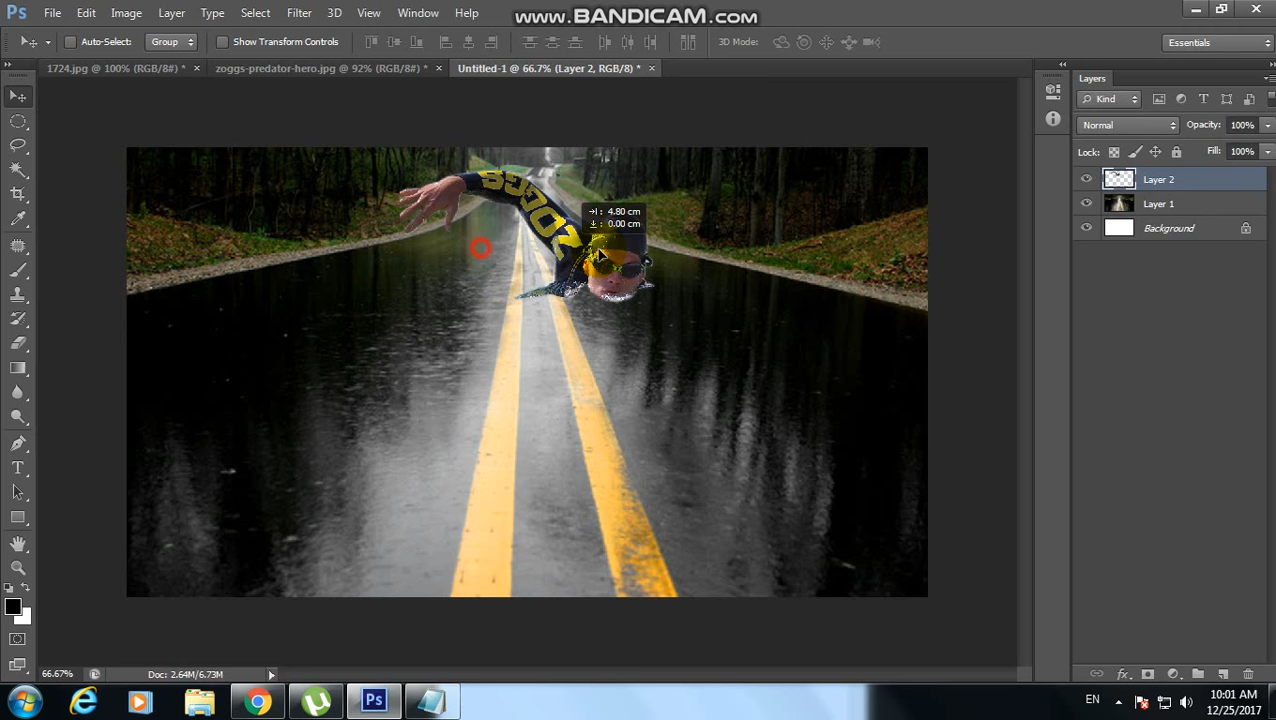 Ps File Edit Image Layer Type Select Filter 3D View Window Help
www.BANDICAM.com
Auto-Select: Group Show Transform Controls 3D Mode: Essentials
1724.jpg @ 100% (RGB/8#) * × zoggs-predator-hero.jpg @ 92% (RGB/8#) * × Untitled-1 @ 66.7% (Layer 2, RGB/8) * ×
Layers
Kind
Normal Opacity: 100%
Lock: Fill: 100%
Layer 2
Layer 1
Background
ZOGGS
4.80 cm
0.00 cm
66.67% Doc: 2.64M/6.73M
Ps EN 10:01 AM
12/25/2017